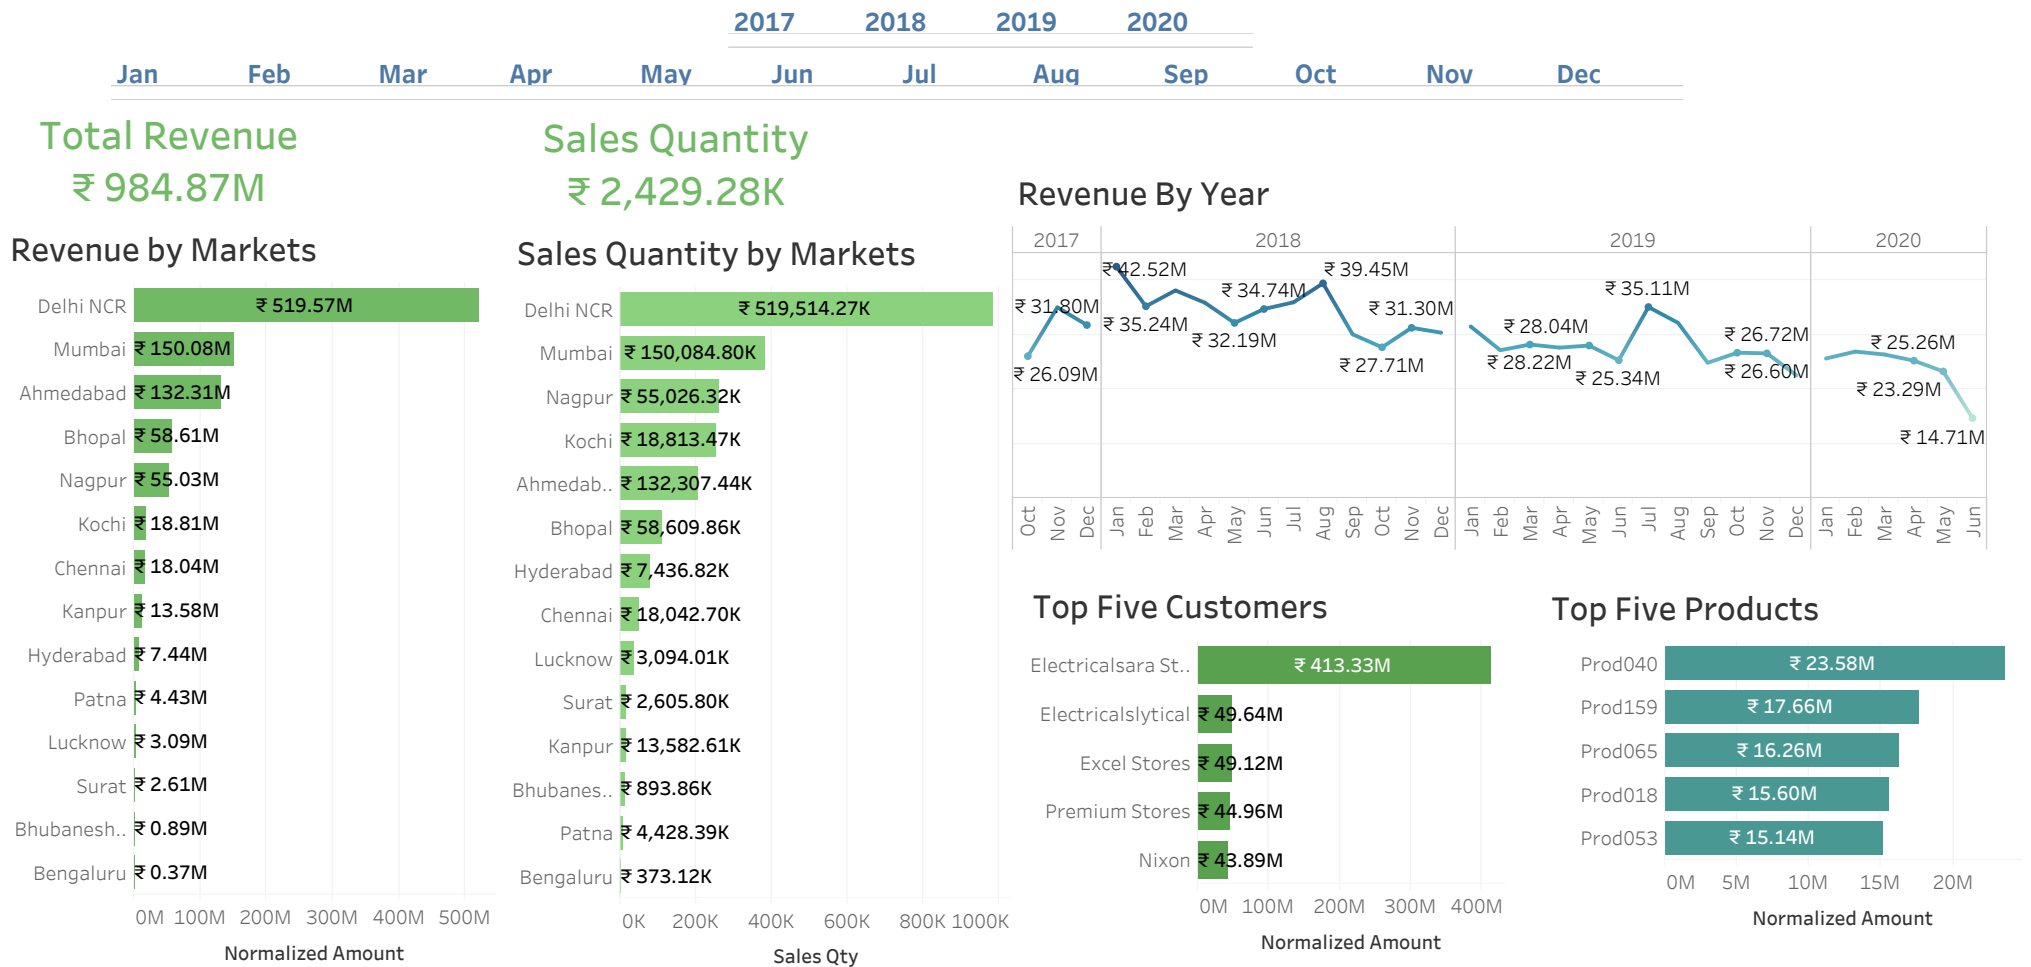 2017 2018 2019 2020
Jan Feb Mar Apr May Jun Jul Aug Sep Oct Nov Dec
Total Revenue
₹ 984.87M
Sales Quantity
₹ 2,429.28K
Revenue by Markets
Delhi NCR ₹ 519.57M
Mumbai ₹ 150.08M
Ahmedabad ₹ 132.31M
Bhopal ₹ 58.61M
Nagpur ₹ 55.03M
Kochi ₹ 18.81M
Chennai ₹ 18.04M
Kanpur ₹ 13.58M
Hyderabad ₹ 7.44M
Patna ₹ 4.43M
Lucknow ₹ 3.09M
Surat ₹ 2.61M
Bhubanesh.. ₹ 0.89M
Bengaluru ₹ 0.37M
0M 100M 200M 300M 400M 500M
Normalized Amount
Sales Quantity by Markets
Delhi NCR ₹ 519,514.27K
Mumbai ₹ 150,084.80K
Nagpur ₹ 55,026.32K
Kochi ₹ 18,813.47K
Ahmedab.. ₹ 132,307.44K
Bhopal ₹ 58,609.86K
Hyderabad ₹ 7,436.82K
Chennai ₹ 18,042.70K
Lucknow ₹ 3,094.01K
Surat ₹ 2,605.80K
Kanpur ₹ 13,582.61K
Bhubanes.. ₹ 893.86K
Patna ₹ 4,428.39K
Bengaluru ₹ 373.12K
0K 200K 400K 600K 800K 1000K
Sales Qty
Revenue By Year
2017 2018 2019 2020
₹ 42.52M ₹ 39.45M
₹ 34.74M ₹ 35.11M
₹ 31.80M ₹ 31.30M
₹ 35.24M ₹ 28.04M ₹ 26.72M
₹ 32.19M ₹ 25.26M
₹ 27.71M ₹ 28.22M ₹ 26.60M
₹ 26.09M ₹ 25.34M ₹ 23.29M
₹ 14.71M
Oct Nov Dec Jan Feb Mar Apr May Jun Jul Aug Sep Oct Nov Dec Jan Feb Mar Apr May Jun Jul Aug Sep Oct Nov Dec Jan Feb Mar Apr May Jun
Top Five Customers
Electricalsara St.. ₹ 413.33M
Electricalslytical ₹ 49.64M
Excel Stores ₹ 49.12M
Premium Stores ₹ 44.96M
Nixon ₹ 43.89M
0M 100M 200M 300M 400M
Normalized Amount
Top Five Products
Prod040 ₹ 23.58M
Prod159 ₹ 17.66M
Prod065 ₹ 16.26M
Prod018 ₹ 15.60M
Prod053 ₹ 15.14M
0M 5M 10M 15M 20M
Normalized Amount